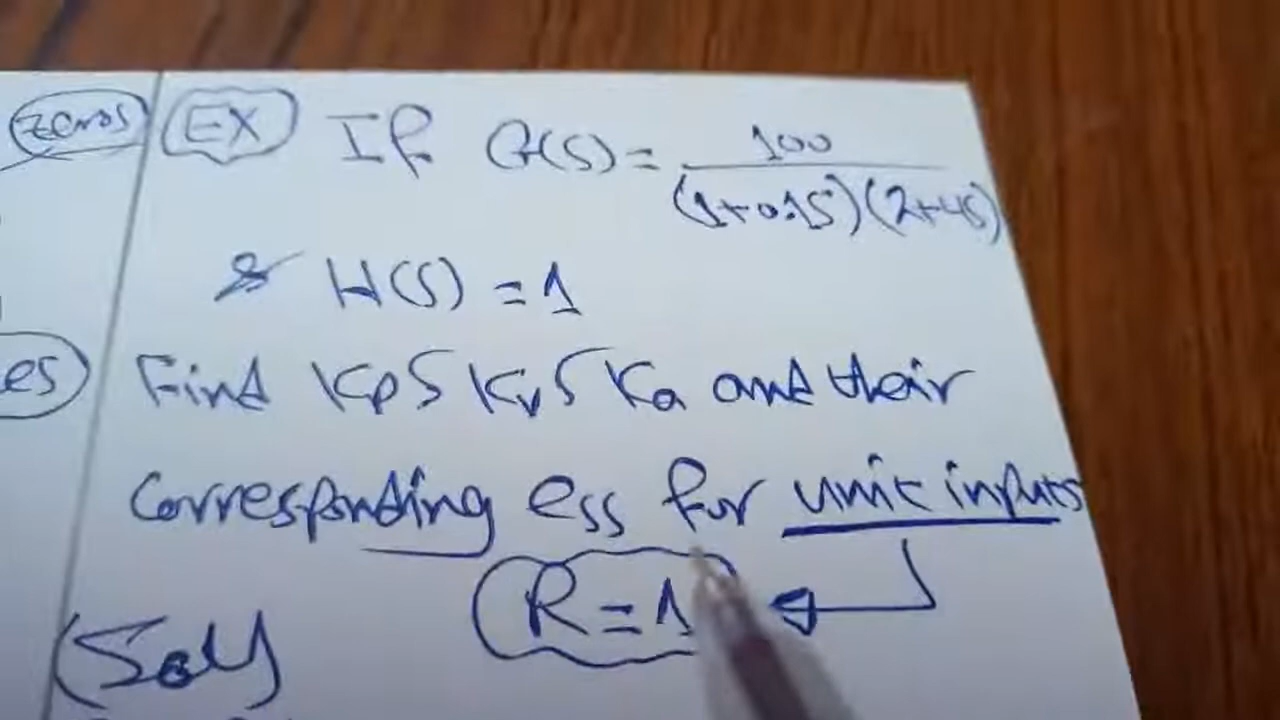 zeros
EX If G(S) = 100
(1+0.1S)(2+4S)
& H(S) = 1
es
Find Kp, Kv, Ka and their
Corresponding ess for unit inputs
R = 1
(Sol)